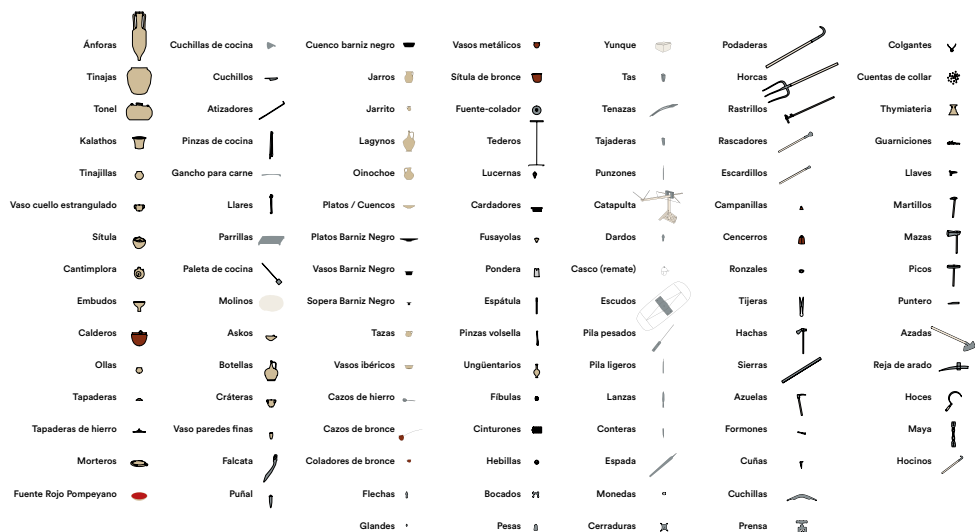 Ánforas
Tinajas
Tonel
Kalathos
Tinajillas
Vaso cuello estrangulado
Sítula
Cantimplora
Embudos
Calderos
Ollas
Tapaderas
Tapaderas de hierro
Morteros
Fuente Rojo Pompeyano
Cuchillas de cocina
Cuchillos
Atizadores
Pinzas de cocina
Gancho para carne
Llares
Parrillas
Paleta de cocina
Molinos
Askos
Botellas
Cráteras
Vaso paredes finas
Falcata
Puñal
Cuenco barniz negro
Jarros
Jarrito
Lagynos
Oinochoe
Platos / Cuencos
Platos Barniz Negro
Vasos Barniz Negro
Sopera Barniz Negro
Tazas
Vasos ibéricos
Cazos de hierro
Cazos de bronce
Coladores de bronce
Flechas
Glandes
Vasos metálicos
Sítula de bronce
Fuente-colador
Tederos
Lucernas
Cardadores
Fusayolas
Pondera
Espátula
Pinzas volsella
Ungüentarios
Fíbulas
Cinturones
Hebillas
Bocados
Pesas
Yunque
Tas
Tenazas
Tajaderas
Punzones
Catapulta
Dardos
Casco (remate)
Escudos
Pila pesados
Pila ligeros
Lanzas
Conteras
Espada
Monedas
Cerraduras
Podaderas
Horcas
Rastrillos
Rascadores
Escardillos
Campanillas
Cencerros
Ronzales
Tijeras
Hachas
Sierras
Azuelas
Formones
Cuñas
Cuchillas
Prensa
Colgantes
Cuentas de collar
Thymiateria
Guarniciones
Llaves
Martillos
Mazas
Picos
Puntero
Azadas
Reja de arado
Hoces
Maya
Hocinos